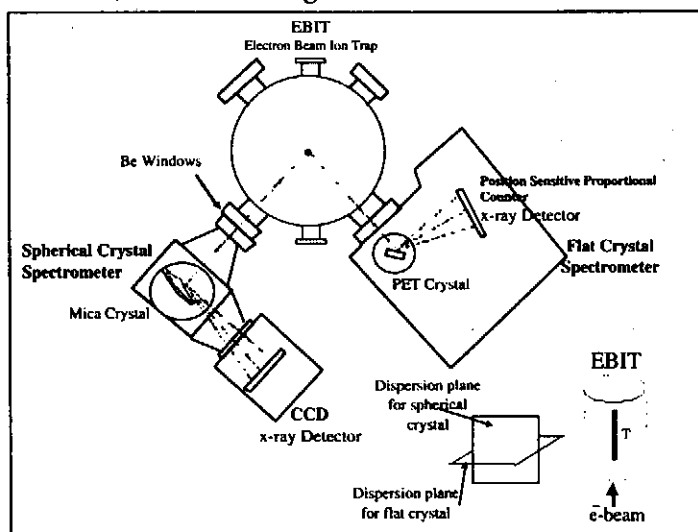 EBIT
Electron Beam Ion Trap
Be Windows
Position Sensitive Proportional
Counter
x-ray Detector
Spherical Crystal
Spectrometer
Flat Crystal
Spectrometer
PET Crystal
Mica Crystal
CCD
x-ray Detector
Dispersion plane
for spherical
crystal
Dispersion plane
for flat crystal
EBIT
T
e-beam